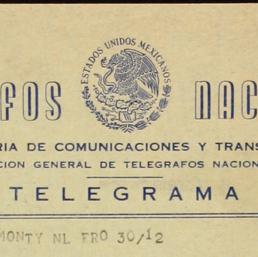 ESTADOS UNIDOS MEXICANOS
FOS NAC
RIA DE COMUNICACIONES Y TRANS
CION GENERAL DE TELEGRAFOS NACION
TELEGRAMA
MONTY NL FRO 30/12